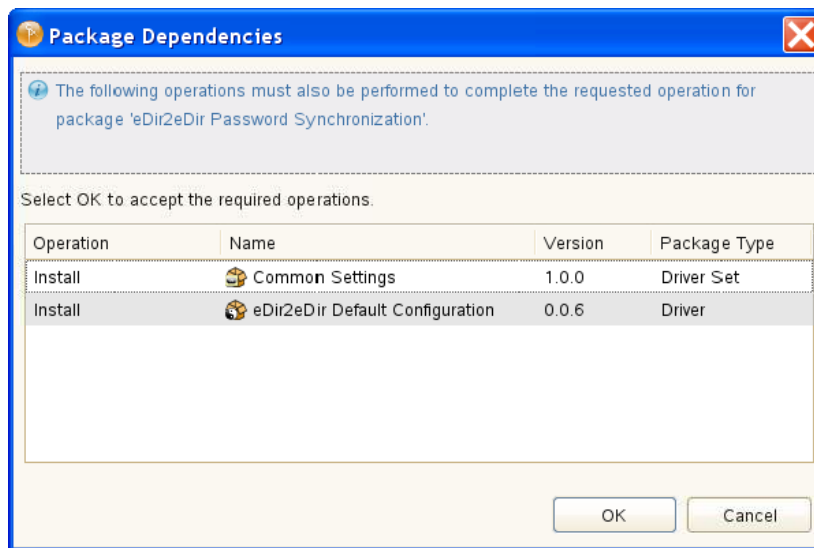 Package Dependencies
The following operations must also be performed to complete the requested operation for
package 'eDir2eDir Password Synchronization'.
Select OK to accept the required operations.
Operation Name Version Package Type
Install Common Settings 1.0.0 Driver Set
Install eDir2eDir Default Configuration 0.0.6 Driver
OK Cancel